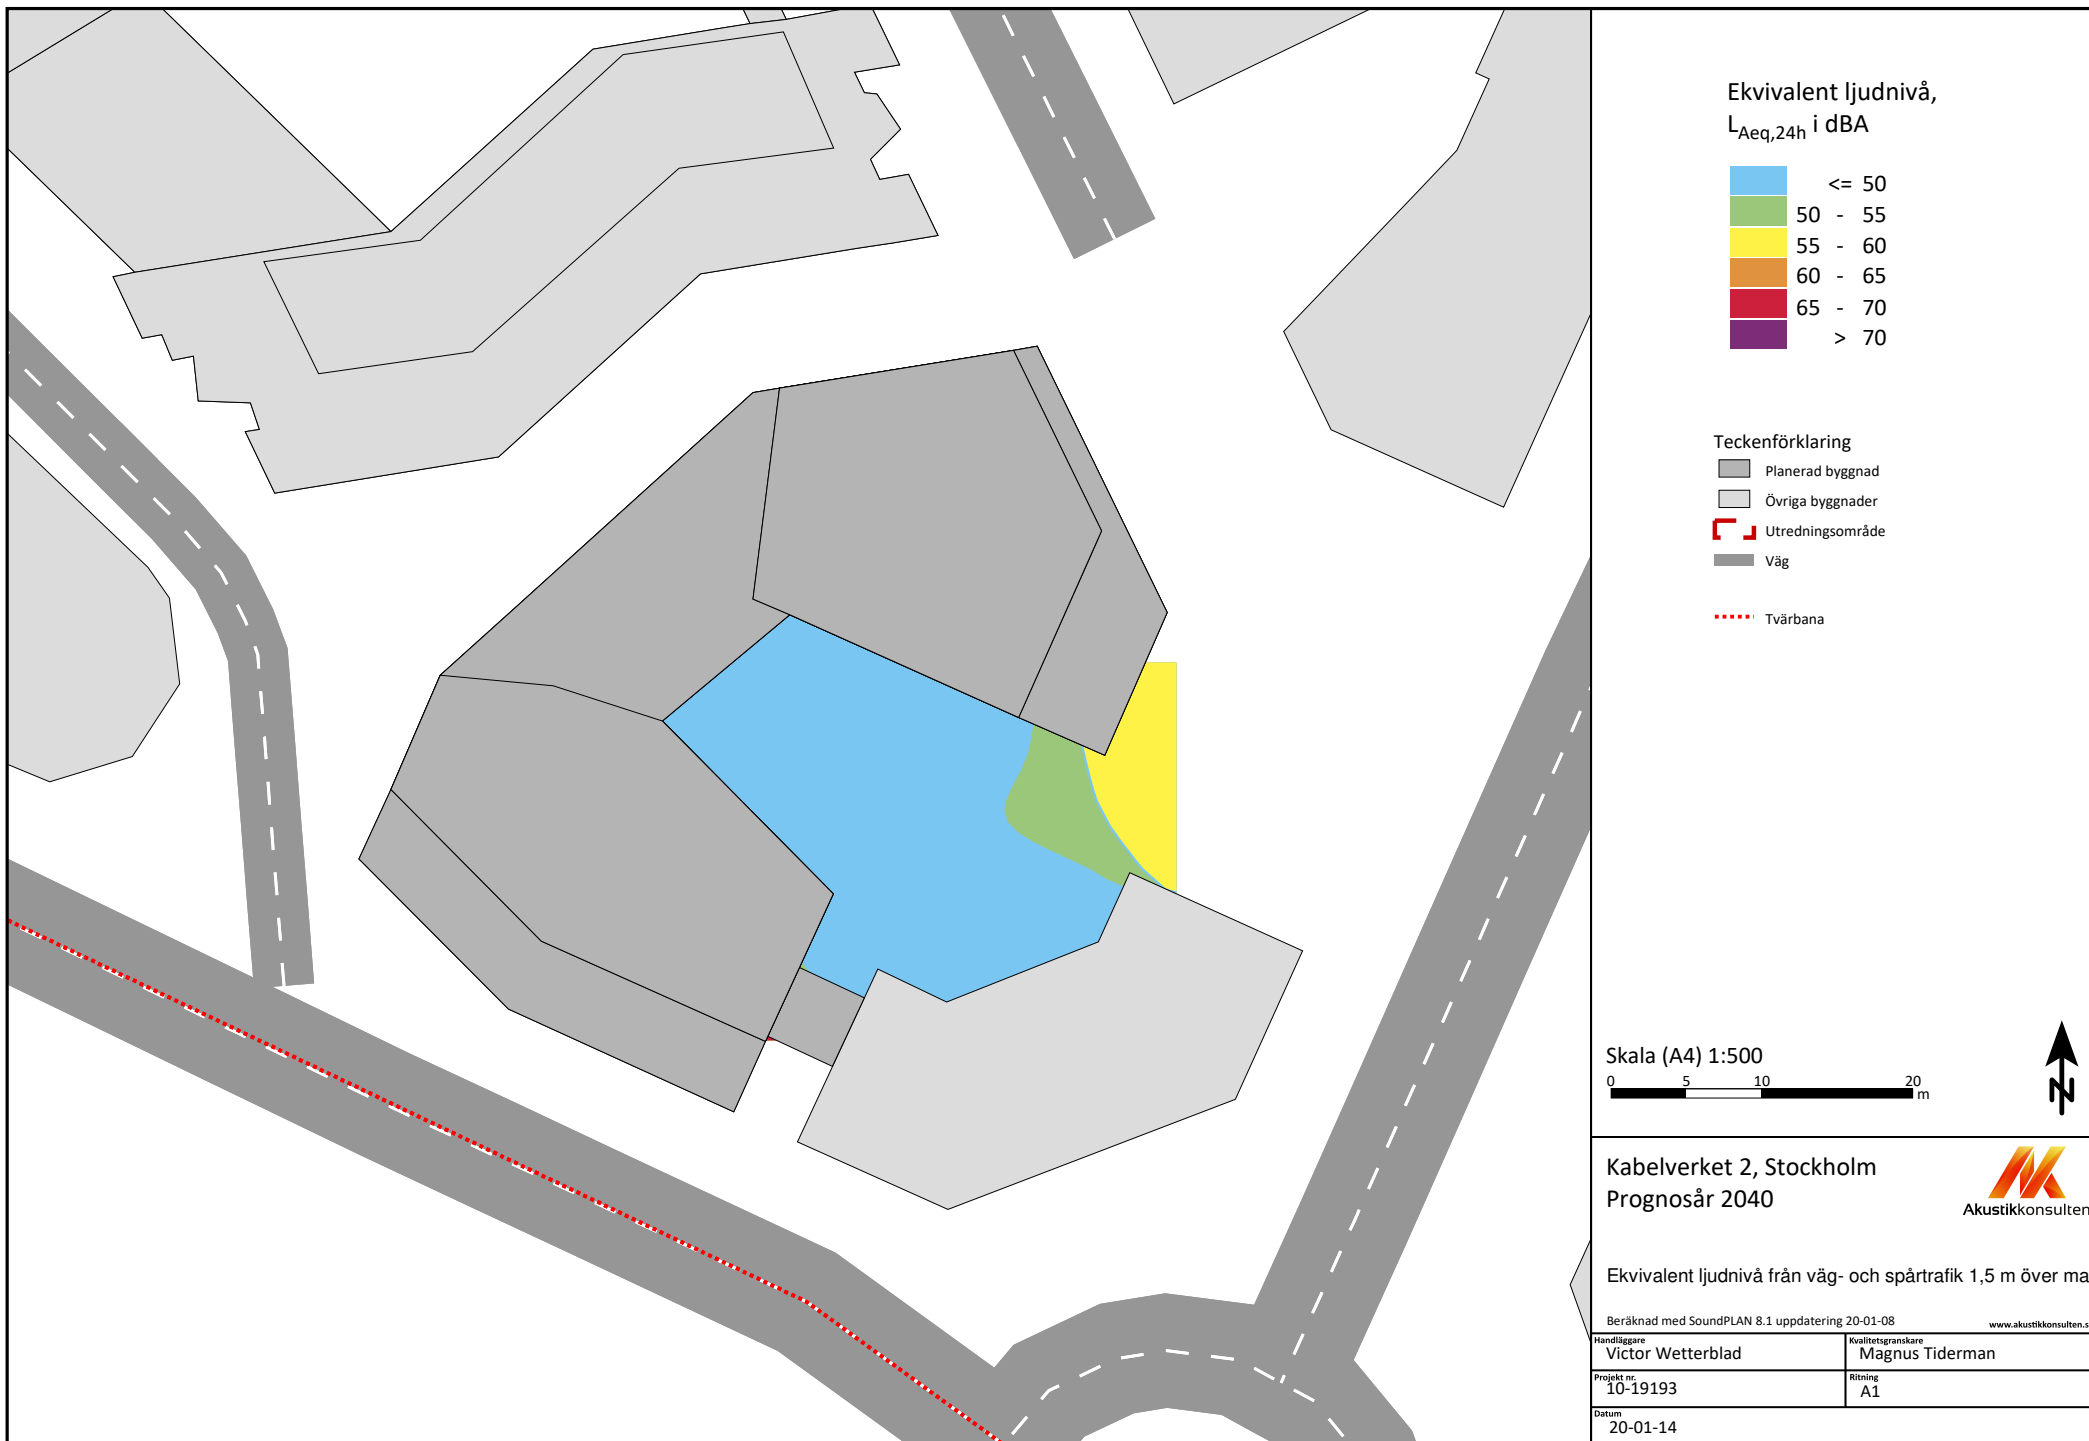 Ekvivalent ljudnivå,
LAeq,24h i dBA
<= 50
50 - 55
55 - 60
60 - 65
65 - 70
> 70
Teckenförklaring
Planerad byggnad
Övriga byggnader
Utredningsområde
Väg
Tvärbana
Skala (A4) 1:500
0 5 10 20
m
N
Kabelverket 2, Stockholm
Prognosår 2040
Akustikkonsulten
Ekvivalent ljudnivå från väg- och spårtrafik 1,5 m över ma
Beräknad med SoundPLAN 8.1 uppdatering 20-01-08
www.akustikkonsulten.s
Handläggare
Victor Wetterblad
Kvalitetsgranskare
Magnus Tiderman
Projekt nr.
10-19193
Ritning
A1
Datum
20-01-14